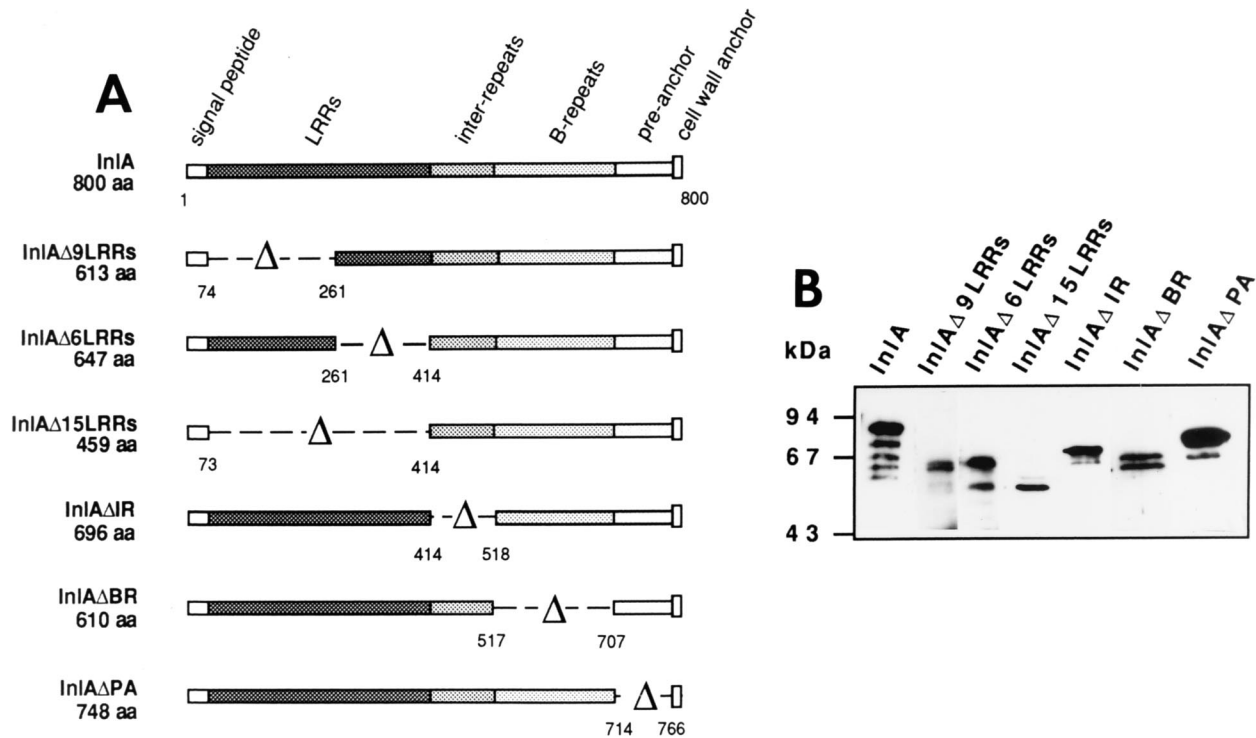 A
signal peptide
LRRs
inter-repeats
B-repeats
pre-anchor
cell wall anchor
InlA
800 aa
1
800
InlAΔ9LRRs
613 aa
Δ
74
261
InlAΔ6LRRs
647 aa
Δ
261
414
InlAΔ15LRRs
459 aa
Δ
73
414
InlAΔIR
696 aa
Δ
414
518
InlAΔBR
610 aa
Δ
517
707
InlAΔPA
748 aa
Δ
714
766
B
kDa
InlA
InlAΔ9LRRs
InlAΔ6LRRs
InlAΔ15LRRs
InlAΔIR
InlAΔBR
InlAΔPA
94
67
43